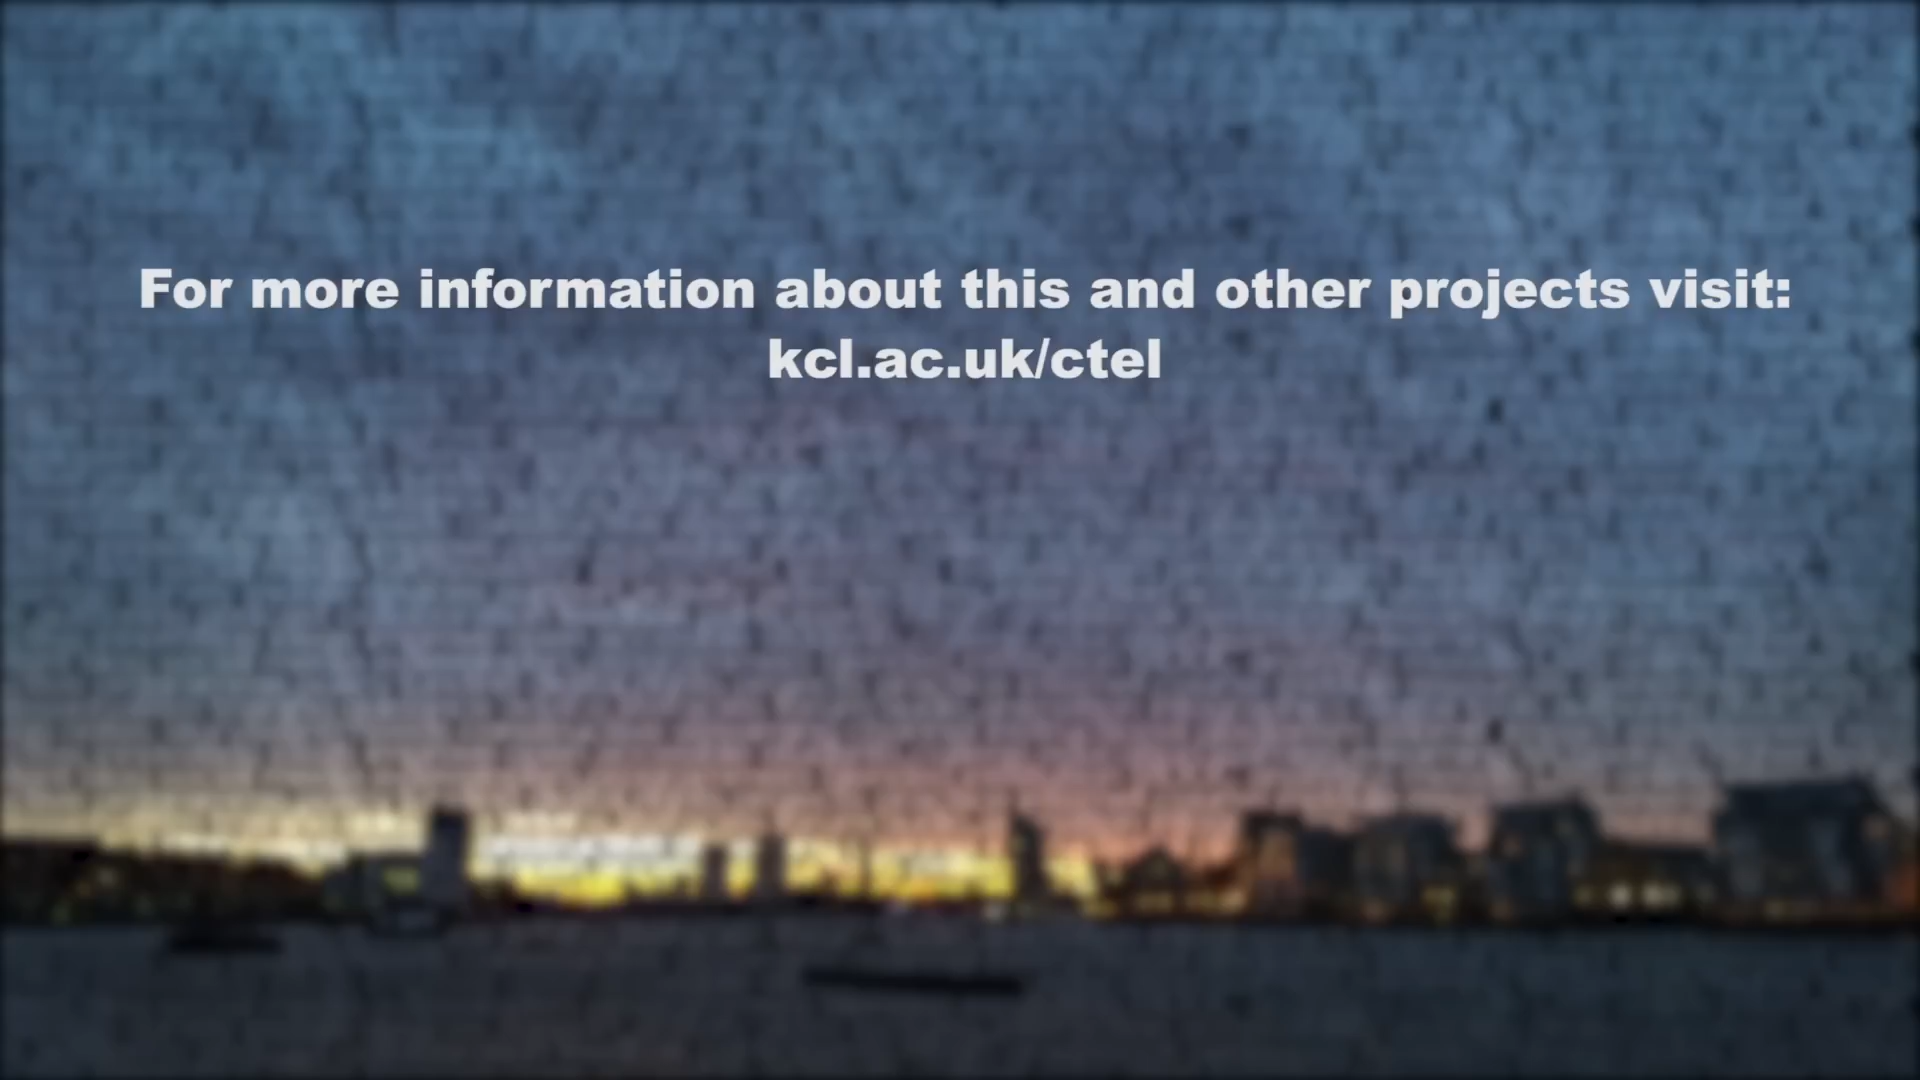 For more information about this and other projects visit:
kcl.ac.uk/ctel